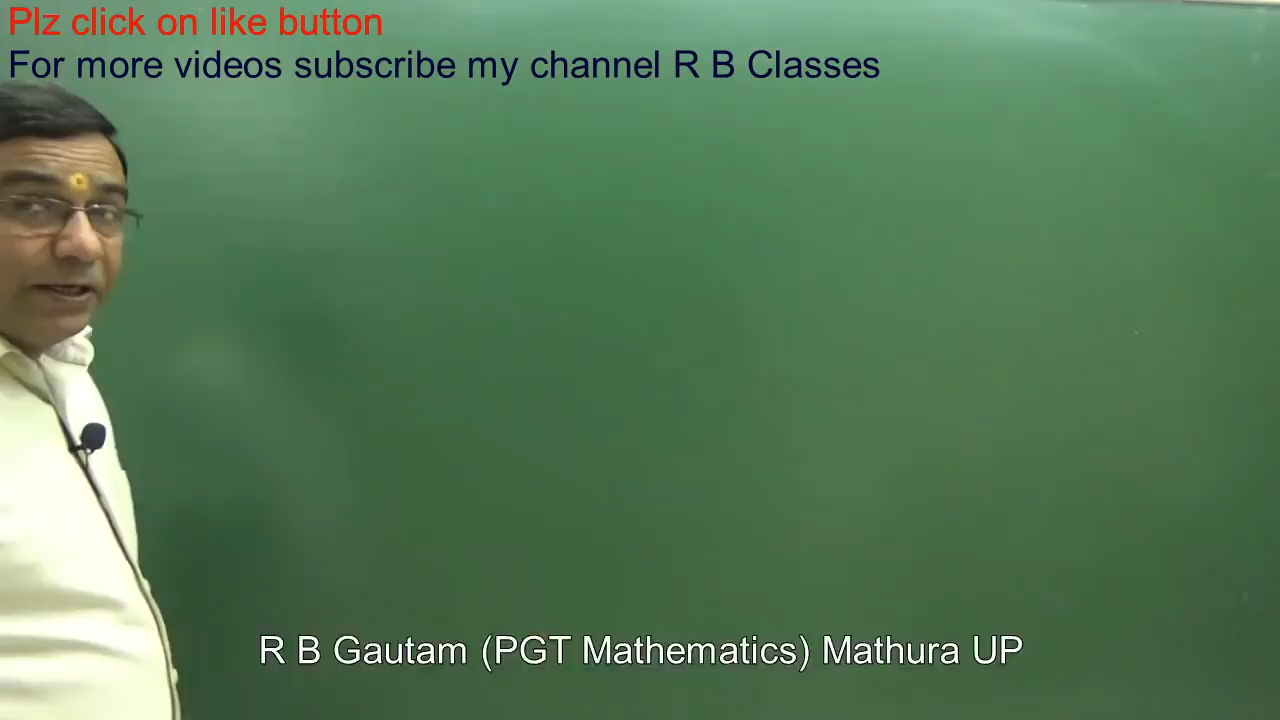 Plz click on like button
For more videos subscribe my channel R B Classes
R B Gautam (PGT Mathematics) Mathura UP